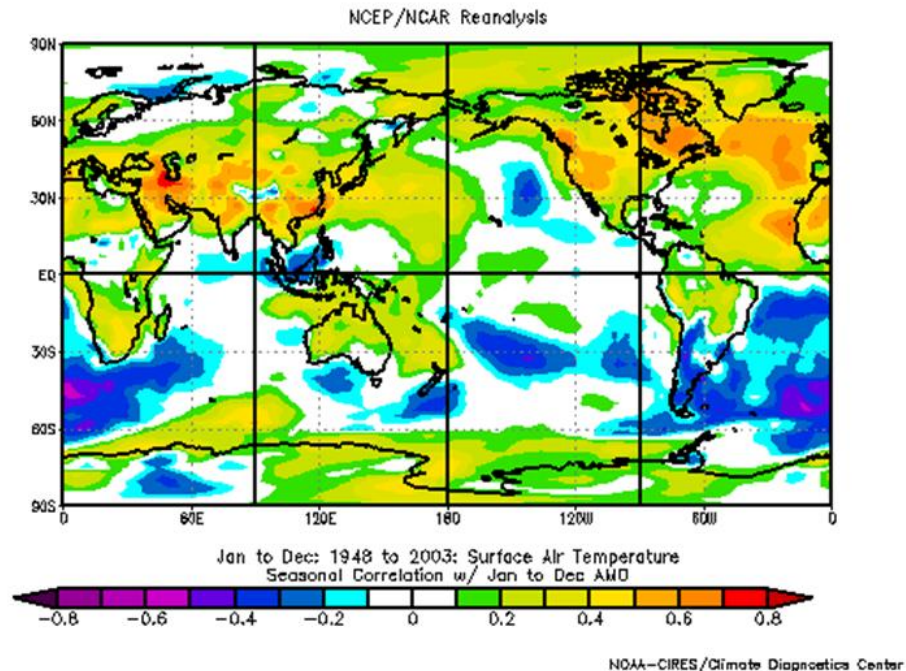 NCEP/NCAR Reanalysis
90N
60N
30N
EQ
30S
60S
90S
0 60E 120E 180 120W 60W 0
Jan to Dec: 1948 to 2003: Surface Air Temperature
Seasonal Correlation w/ Jan to Dec AMO
-0.8 -0.6 -0.4 -0.2 0 0.2 0.4 0.6 0.8
NOAA-CIRES/Climate Diagnostics Center